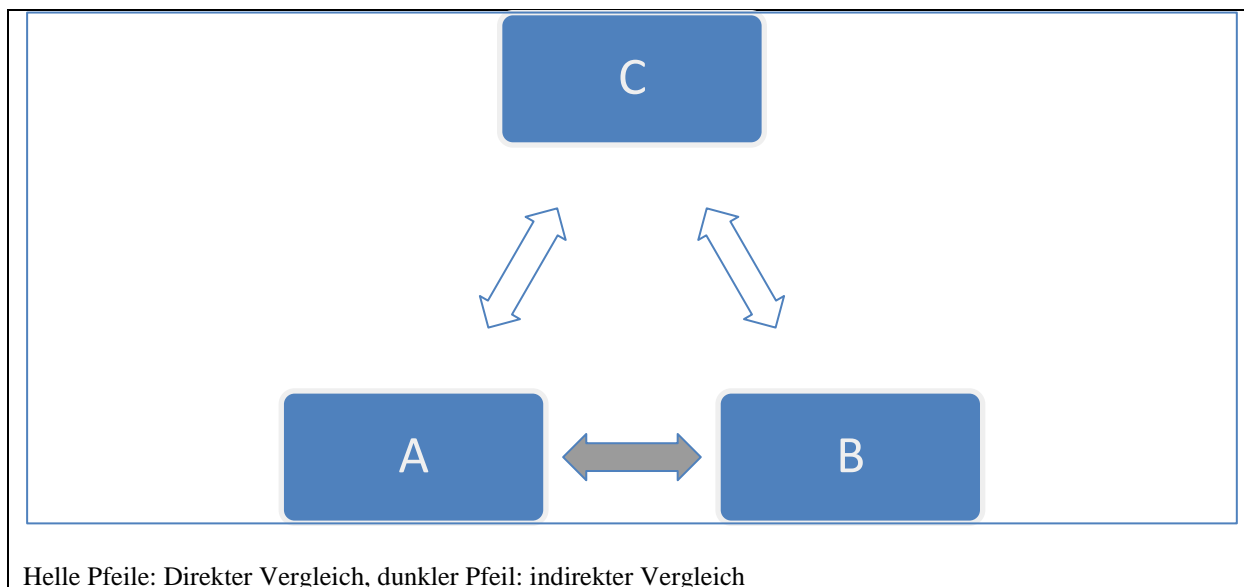 C
A
B
Helle Pfeile: Direkter Vergleich, dunkler Pfeil: indirekter Vergleich